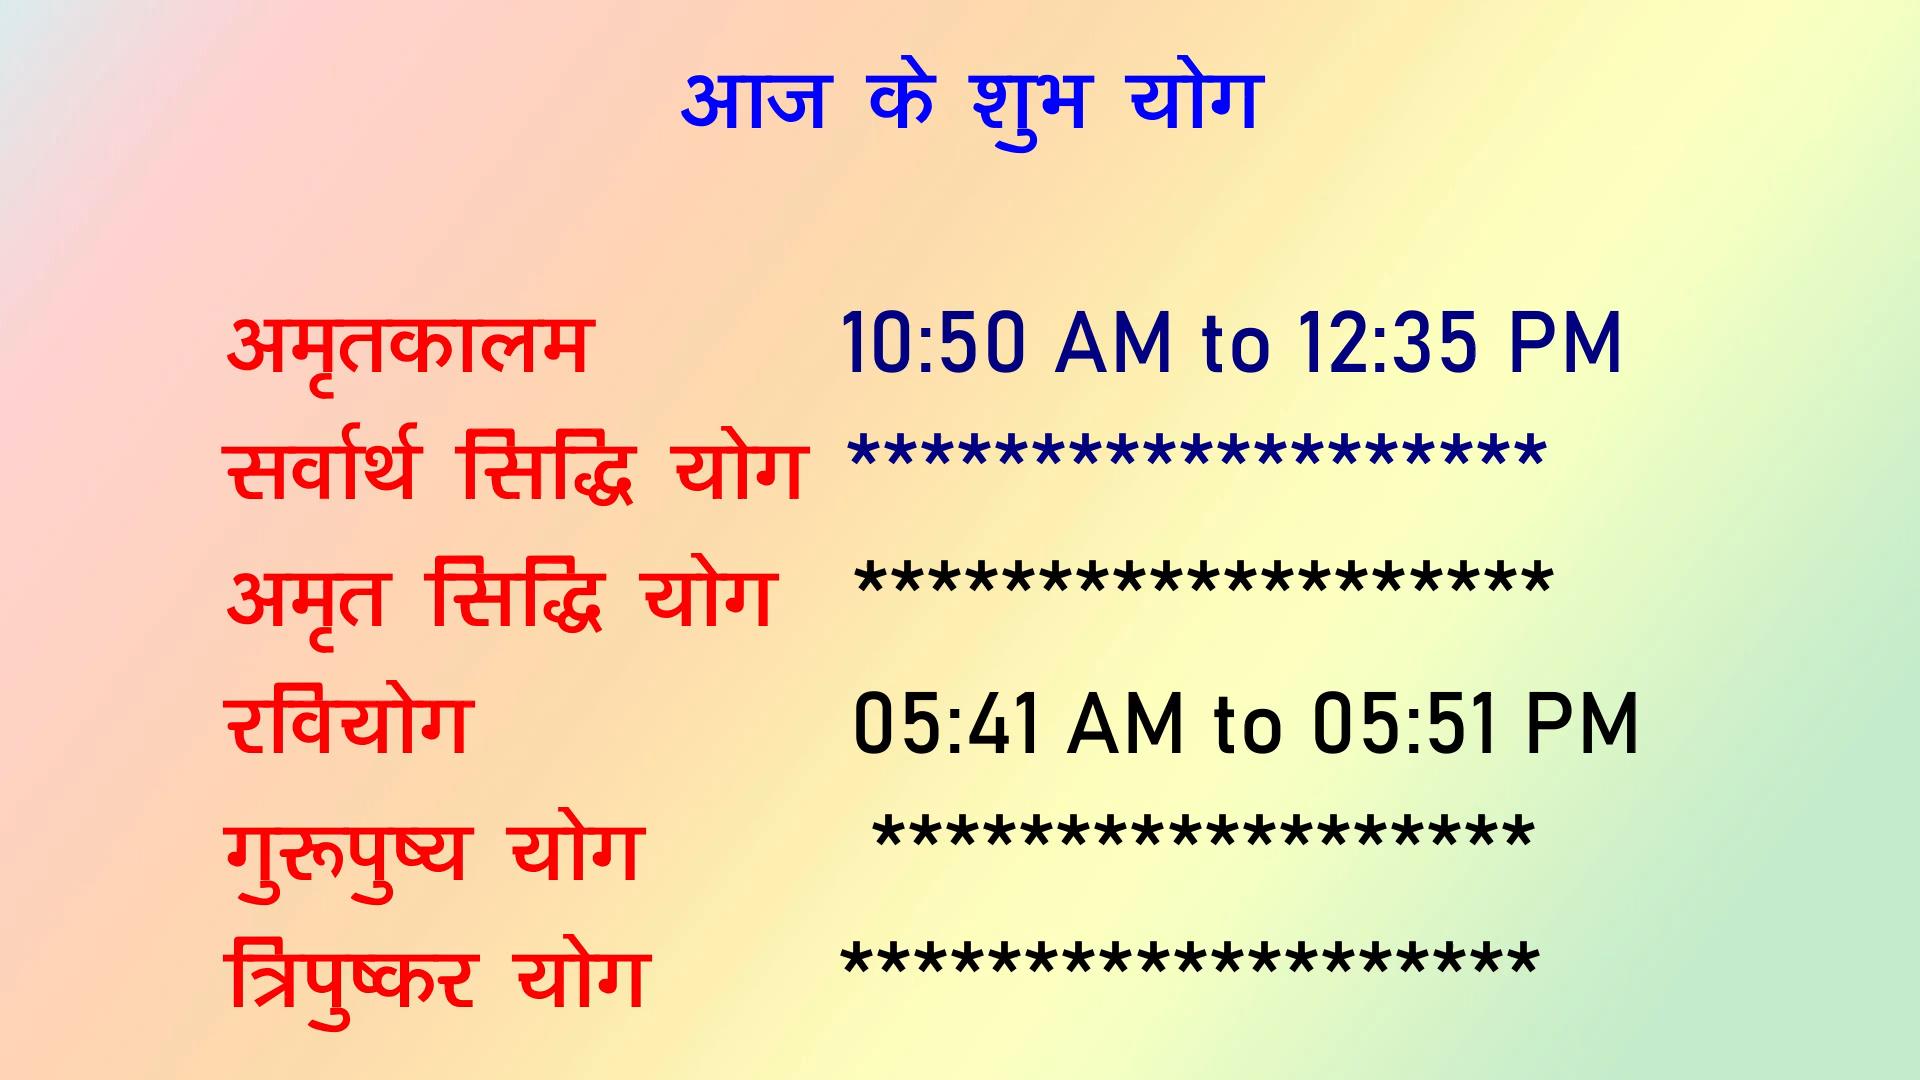 आज के शुभ योग
अमृतकालम 10:50 AM to 12:35 PM
सर्वार्थ सिद्धि योग *******************
अमृत सिद्धि योग *******************
रवियोग 05:41 AM to 05:51 PM
गुरूपुष्य योग ******************
त्रिपुष्कर योग *******************